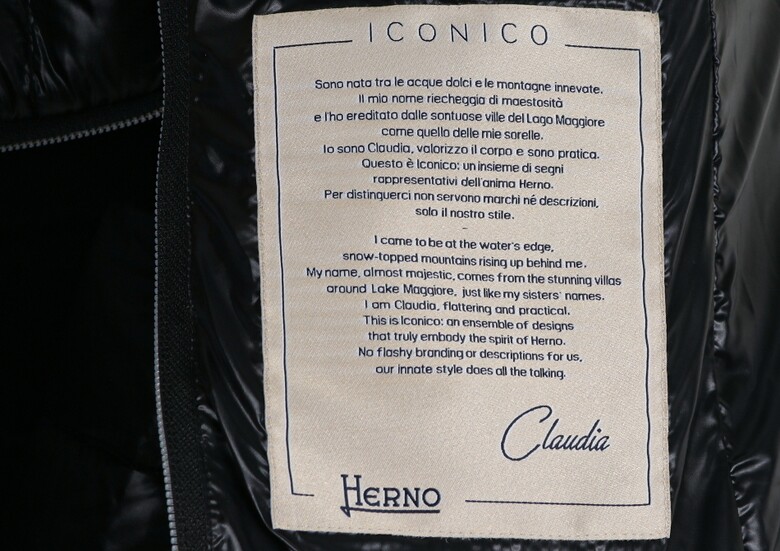 ICONICO
Sono nata tra le acque dolci e le montagne innevate.
Il mio nome riecheggia di maestosità
e l'ho ereditato dalle sontuose ville del Lago Maggiore
come quello delle mie sorelle.
Io sono Claudia, valorizzo il corpo e sono pratica.
Questo è Iconico: un insieme di segni
rappresentativi dell'anima Herno.
Per distinguerci non servono marchi né descrizioni,
solo il nostro stile.
-
I came to be at the water's edge,
snow-topped mountains rising up behind me.
My name, almost majestic, comes from the stunning villas
around Lake Maggiore, just like my sisters' names.
I am Claudia, flattering and practical.
This is Iconico: an ensemble of designs
that truly embody the spirit of Herno.
No flashy branding or descriptions for us,
our innate style does all the talking.
Claudia
HERNO